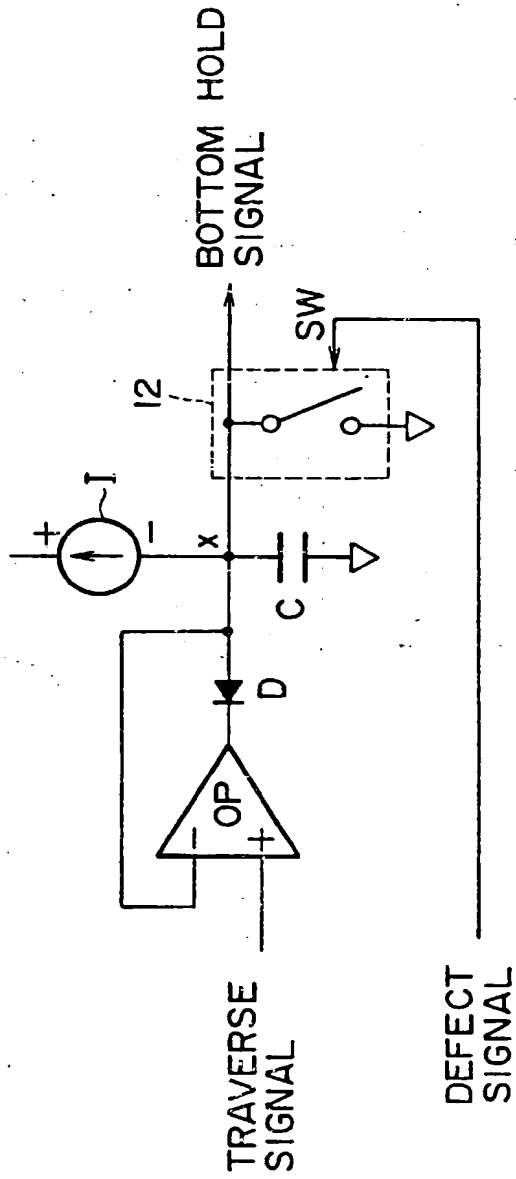 TRAVERSE
SIGNAL
DEFECT
SIGNAL
-
+
OP
D
C
X
+
-
I
12
SW
BOTTOM HOLD
SIGNAL